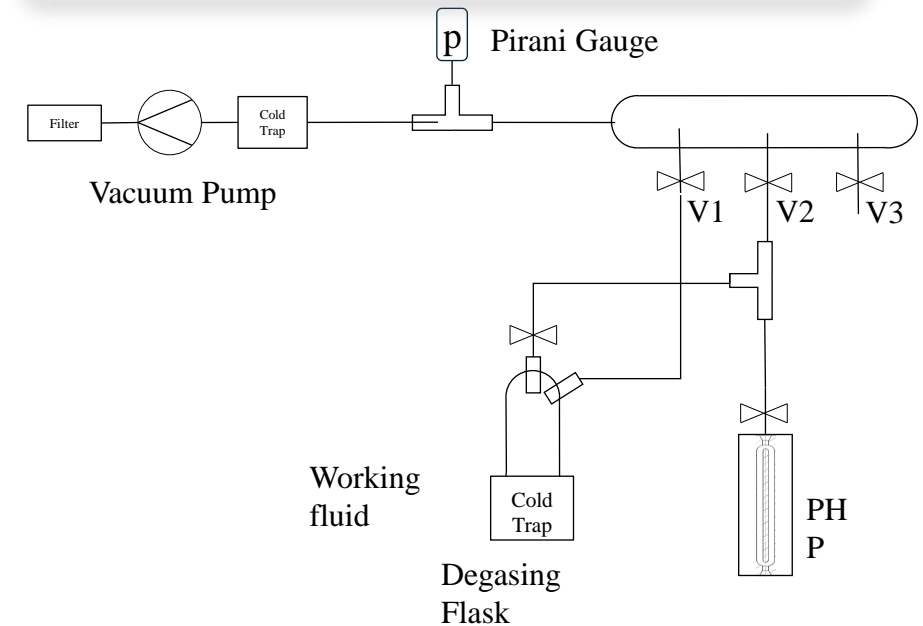 p
Pirani Gauge
Filter
Cold
Trap
Vacuum Pump
V1
V2
V3
Working
fluid
Cold
Trap
PH
P
Degasing
Flask